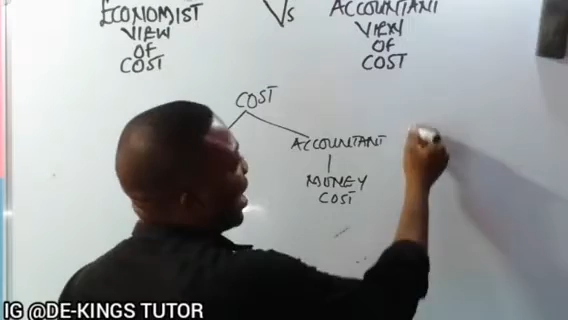 ECONOMIST Vs ACCOUNTANT
VIEW VIEW
OF OF
COST COST
COST
ACCOUNTANT
MONEY
COST
IG @DE-KINGS TUTOR